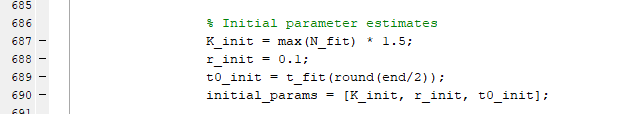 685
686 % Initial parameter estimates
687 – K_init = max(N_fit) * 1.5;
688 – r_init = 0.1;
689 – t0_init = t_fit(round(end/2));
690 – initial_params = [K_init, r_init, t0_init];
691